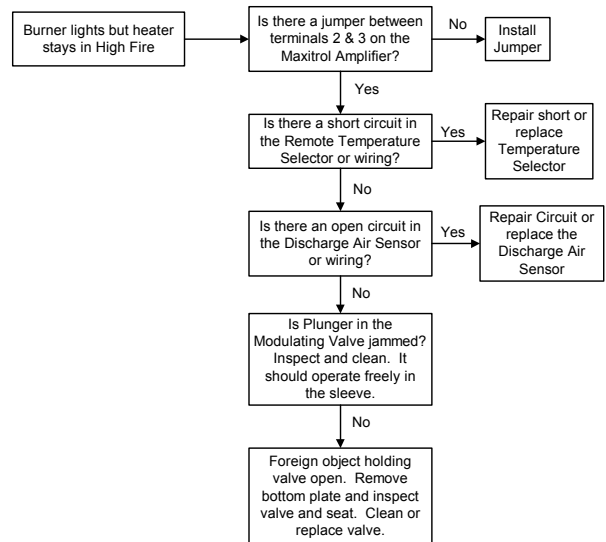 Burner lights but heater
stays in High Fire
Is there a jumper between
terminals 2 & 3 on the
Maxitrol Amplifier?
No
Install
Jumper
Yes
Is there a short circuit in
the Remote Temperature
Selector or wiring?
Yes
Repair short or
replace
Temperature
Selector
No
Is there an open circuit in
the Discharge Air Sensor
or wiring?
Yes
Repair Circuit or
replace the
Discharge Air
Sensor
No
Is Plunger in the
Modulating Valve jammed?
Inspect and clean. It
should operate freely in
the sleeve.
No
Foreign object holding
valve open. Remove
bottom plate and inspect
valve and seat. Clean or
replace valve.